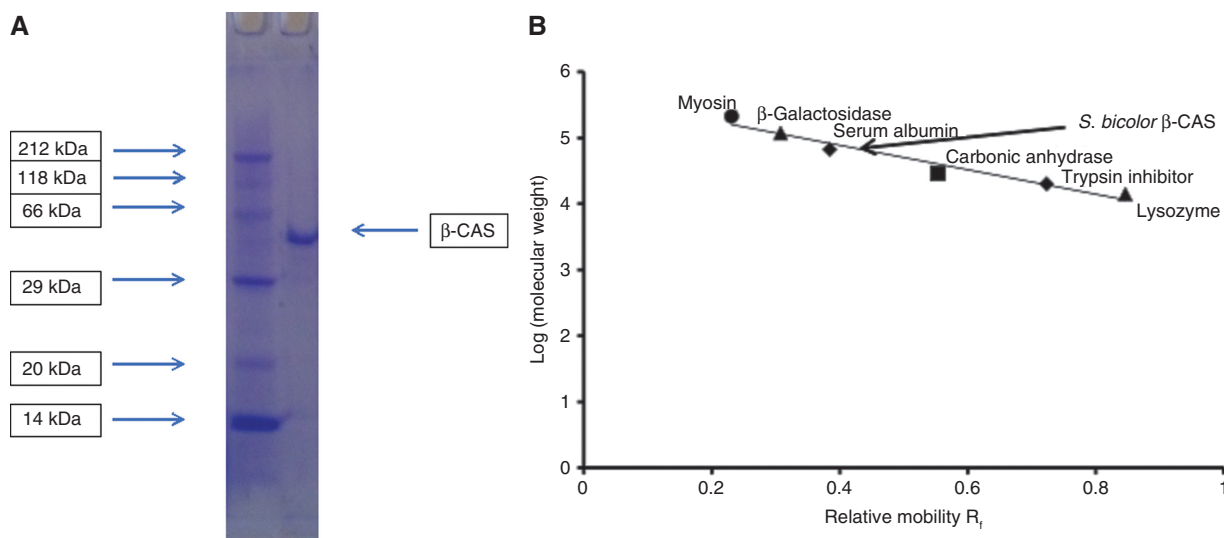 A
212 kDa
118 kDa
66 kDa
29 kDa
20 kDa
14 kDa
β-CAS
B
Log (molecular weight)
6
5
4
3
2
1
0
Myosin
β-Galactosidase
Serum albumin
S. bicolor β-CAS
Carbonic anhydrase
Trypsin inhibitor
Lysozyme
0 0.2 0.4 0.6 0.8 1
Relative mobility Rf